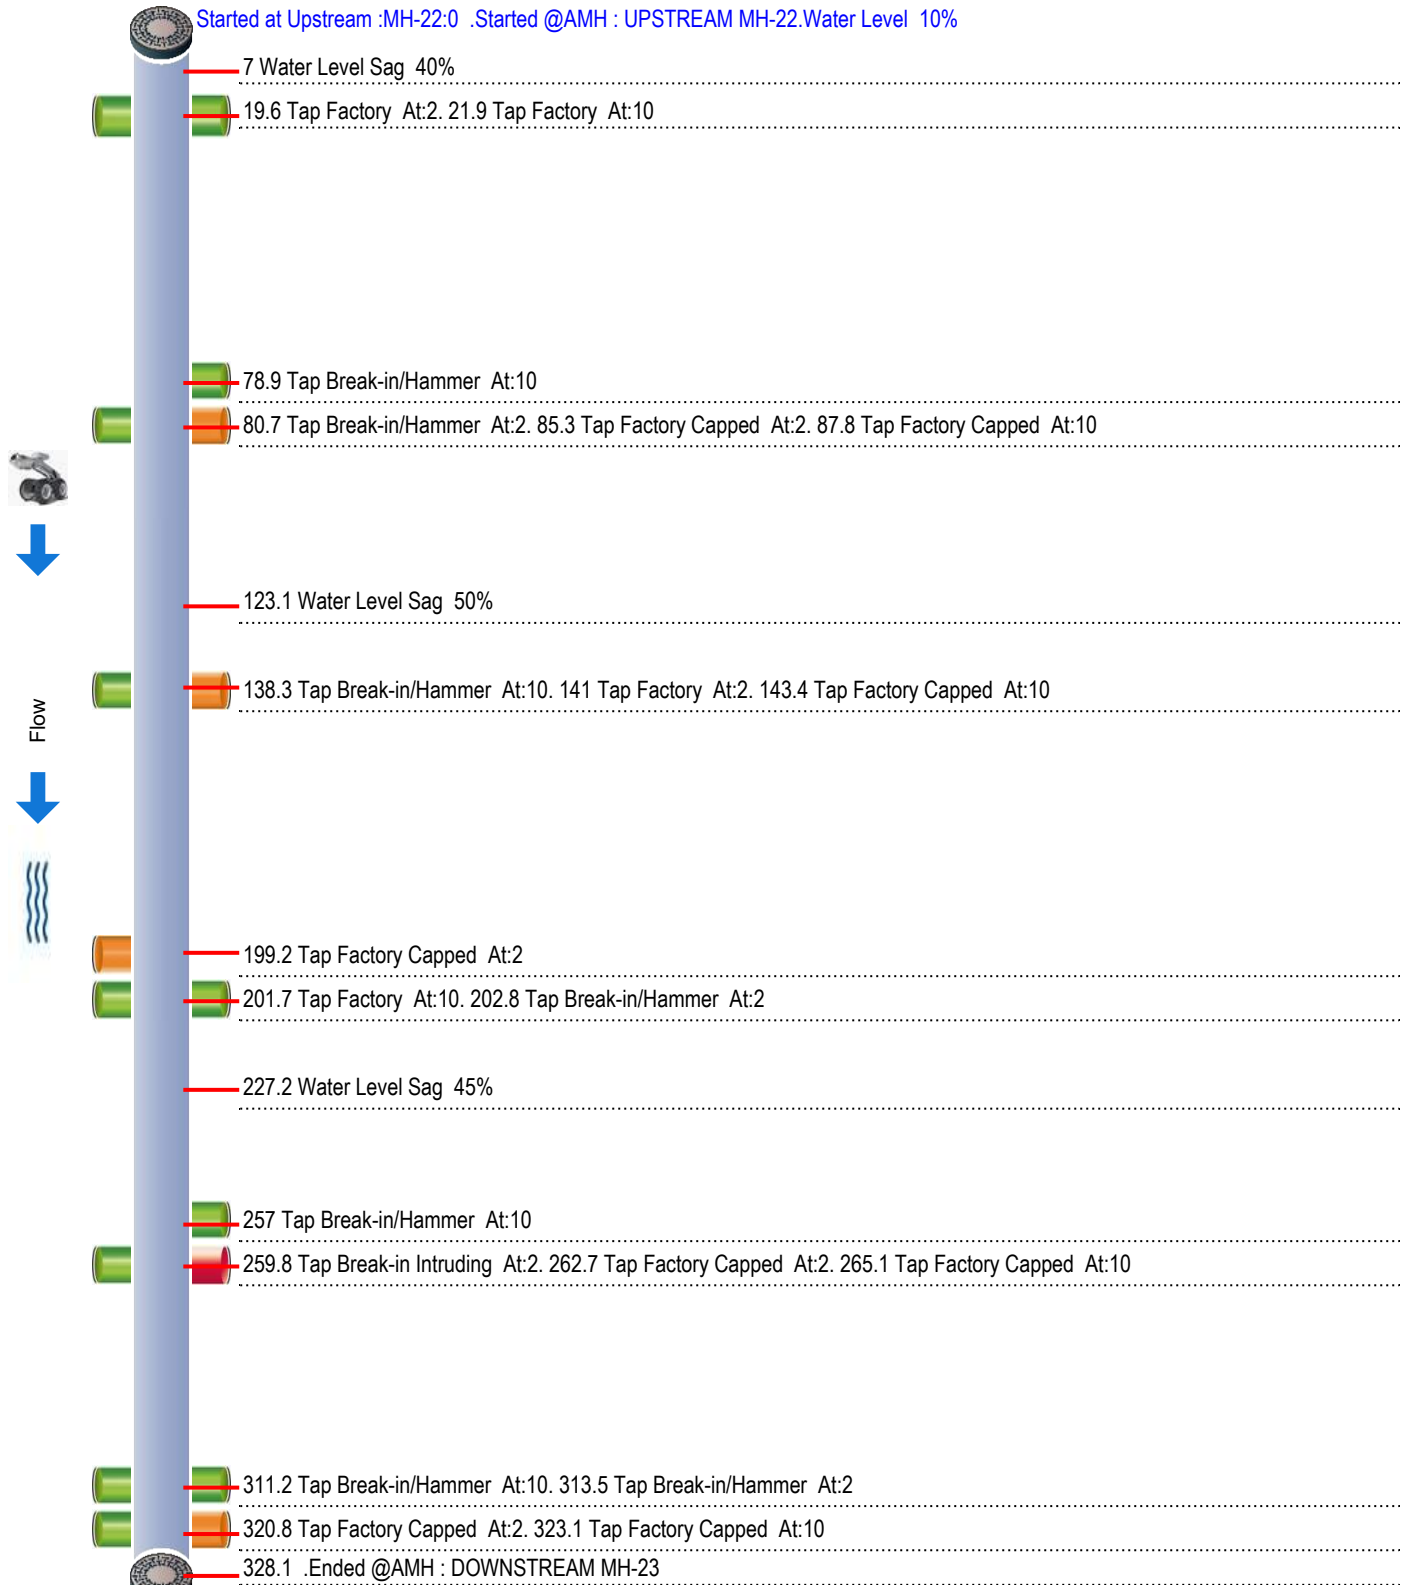 Started at Upstream :MH-22:0 .Started @AMH : UPSTREAM MH-22.Water Level 10%
7 Water Level Sag 40%
19.6 Tap Factory At:2. 21.9 Tap Factory At:10
78.9 Tap Break-in/Hammer At:10
80.7 Tap Break-in/Hammer At:2. 85.3 Tap Factory Capped At:2. 87.8 Tap Factory Capped At:10
123.1 Water Level Sag 50%
138.3 Tap Break-in/Hammer At:10. 141 Tap Factory At:2. 143.4 Tap Factory Capped At:10
Flow
199.2 Tap Factory Capped At:2
201.7 Tap Factory At:10. 202.8 Tap Break-in/Hammer At:2
227.2 Water Level Sag 45%
257 Tap Break-in/Hammer At:10
259.8 Tap Break-in Intruding At:2. 262.7 Tap Factory Capped At:2. 265.1 Tap Factory Capped At:10
311.2 Tap Break-in/Hammer At:10. 313.5 Tap Break-in/Hammer At:2
320.8 Tap Factory Capped At:2. 323.1 Tap Factory Capped At:10
328.1 .Ended @AMH : DOWNSTREAM MH-23